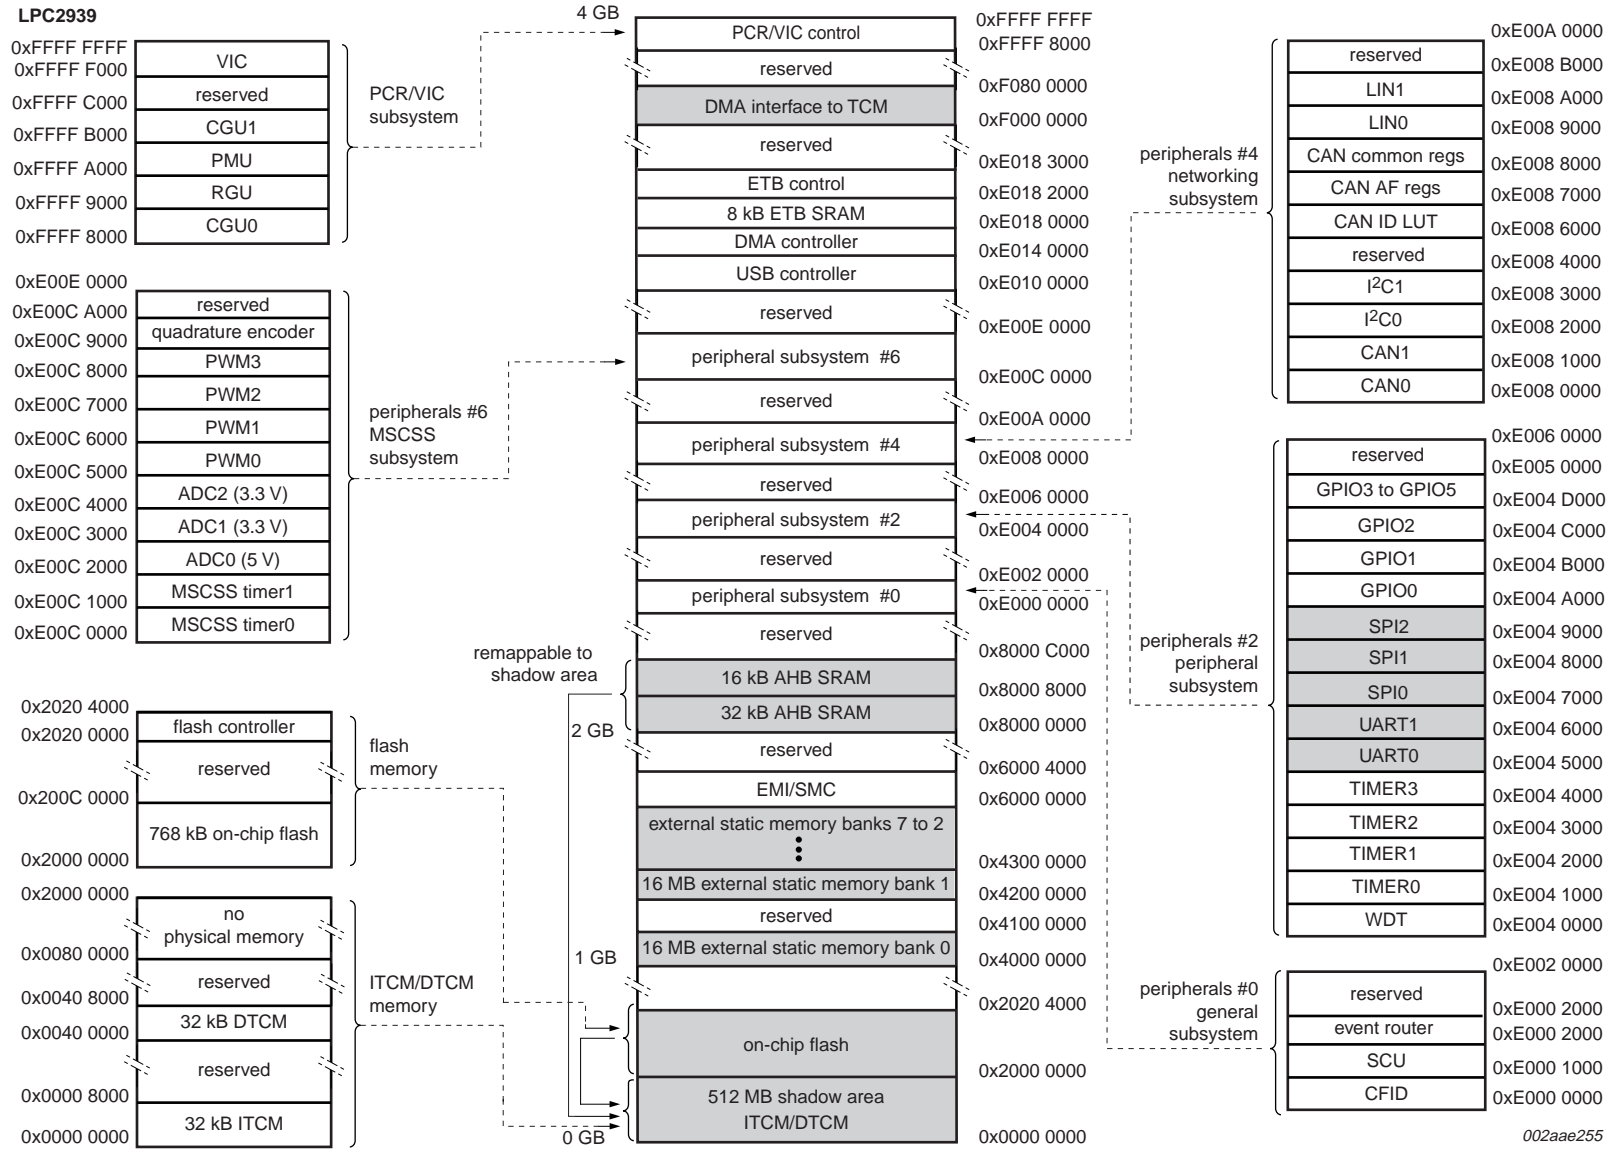 LPC2939
0xFFFF FFFF
VIC
0xFFFF F000
reserved
0xFFFF C000
CGU1
0xFFFF B000
PMU
0xFFFF A000
RGU
0xFFFF 9000
CGU0
0xFFFF 8000
PCR/VIC
subsystem
0xE00E 0000
reserved
0xE00C A000
quadrature encoder
0xE00C 9000
PWM3
0xE00C 8000
PWM2
0xE00C 7000
PWM1
0xE00C 6000
PWM0
0xE00C 5000
ADC2 (3.3 V)
0xE00C 4000
ADC1 (3.3 V)
0xE00C 3000
ADC0 (5 V)
0xE00C 2000
MSCSS timer1
0xE00C 1000
MSCSS timer0
0xE00C 0000
peripherals #6
MSCSS
subsystem
0x2020 4000
flash controller
0x2020 0000
reserved
0x200C 0000
768 kB on-chip flash
0x2000 0000
flash
memory
0x2000 0000
no
physical memory
0x0080 0000
reserved
0x0040 8000
32 kB DTCM
0x0040 0000
reserved
0x0000 8000
32 kB ITCM
0x0000 0000
ITCM/DTCM
memory
4 GB
0xFFFF FFFF
PCR/VIC control
0xFFFF 8000
reserved
0xF080 0000
DMA interface to TCM
0xF000 0000
reserved
0xE018 3000
ETB control
0xE018 2000
8 kB ETB SRAM
0xE018 0000
DMA controller
0xE014 0000
USB controller
0xE010 0000
reserved
0xE00E 0000
peripheral subsystem #6
0xE00C 0000
reserved
0xE00A 0000
peripheral subsystem #4
0xE008 0000
reserved
0xE006 0000
peripheral subsystem #2
0xE004 0000
reserved
0xE002 0000
peripheral subsystem #0
0xE000 0000
reserved
0x8000 C000
remappable to
shadow area
16 kB AHB SRAM
0x8000 8000
32 kB AHB SRAM
0x8000 0000
2 GB
reserved
0x6000 4000
EMI/SMC
0x6000 0000
external static memory banks 7 to 2
0x4300 0000
16 MB external static memory bank 1
0x4200 0000
reserved
0x4100 0000
16 MB external static memory bank 0
0x4000 0000
1 GB
0x2020 4000
on-chip flash
0x2000 0000
512 MB shadow area
ITCM/DTCM
0 GB
0x0000 0000
0xE00A 0000
reserved
0xE008 B000
LIN1
0xE008 A000
LIN0
0xE008 9000
CAN common regs
0xE008 8000
CAN AF regs
0xE008 7000
CAN ID LUT
0xE008 6000
reserved
0xE008 4000
I2C1
0xE008 3000
I2C0
0xE008 2000
CAN1
0xE008 1000
CAN0
0xE008 0000
peripherals #4
networking
subsystem
0xE006 0000
reserved
0xE005 0000
GPIO3 to GPIO5
0xE004 D000
GPIO2
0xE004 C000
GPIO1
0xE004 B000
GPIO0
0xE004 A000
SPI2
0xE004 9000
SPI1
0xE004 8000
SPI0
0xE004 7000
UART1
0xE004 6000
UART0
0xE004 5000
TIMER3
0xE004 4000
TIMER2
0xE004 3000
TIMER1
0xE004 2000
TIMER0
0xE004 1000
WDT
0xE004 0000
peripherals #2
peripheral
subsystem
0xE002 0000
reserved
0xE000 2000
event router
0xE000 2000
SCU
0xE000 1000
CFID
0xE000 0000
peripherals #0
general
subsystem
002aae255